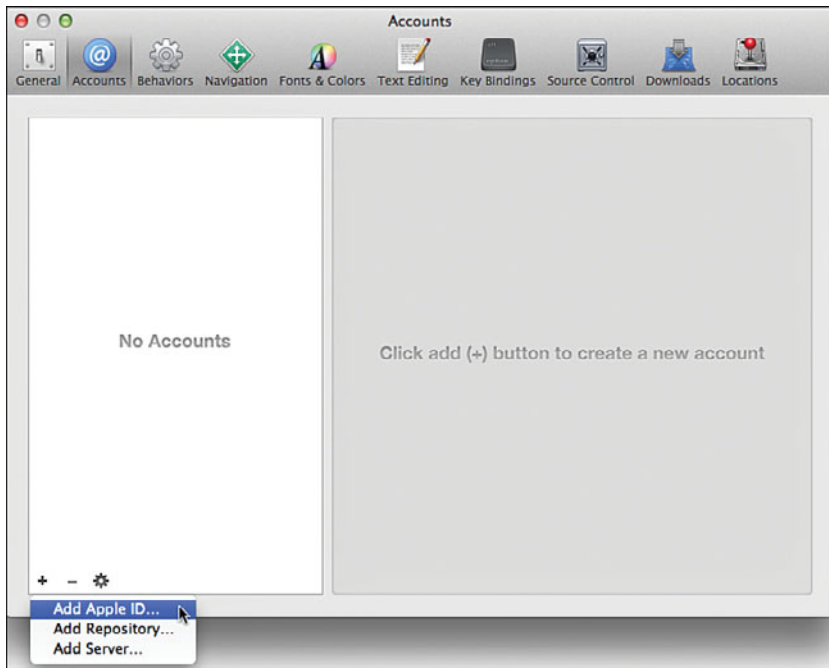 Accounts
General Accounts Behaviors Navigation Fonts & Colors Text Editing Key Bindings Source Control Downloads Locations
No Accounts
Click add (+) button to create a new account
Add Apple ID...
Add Repository...
Add Server...